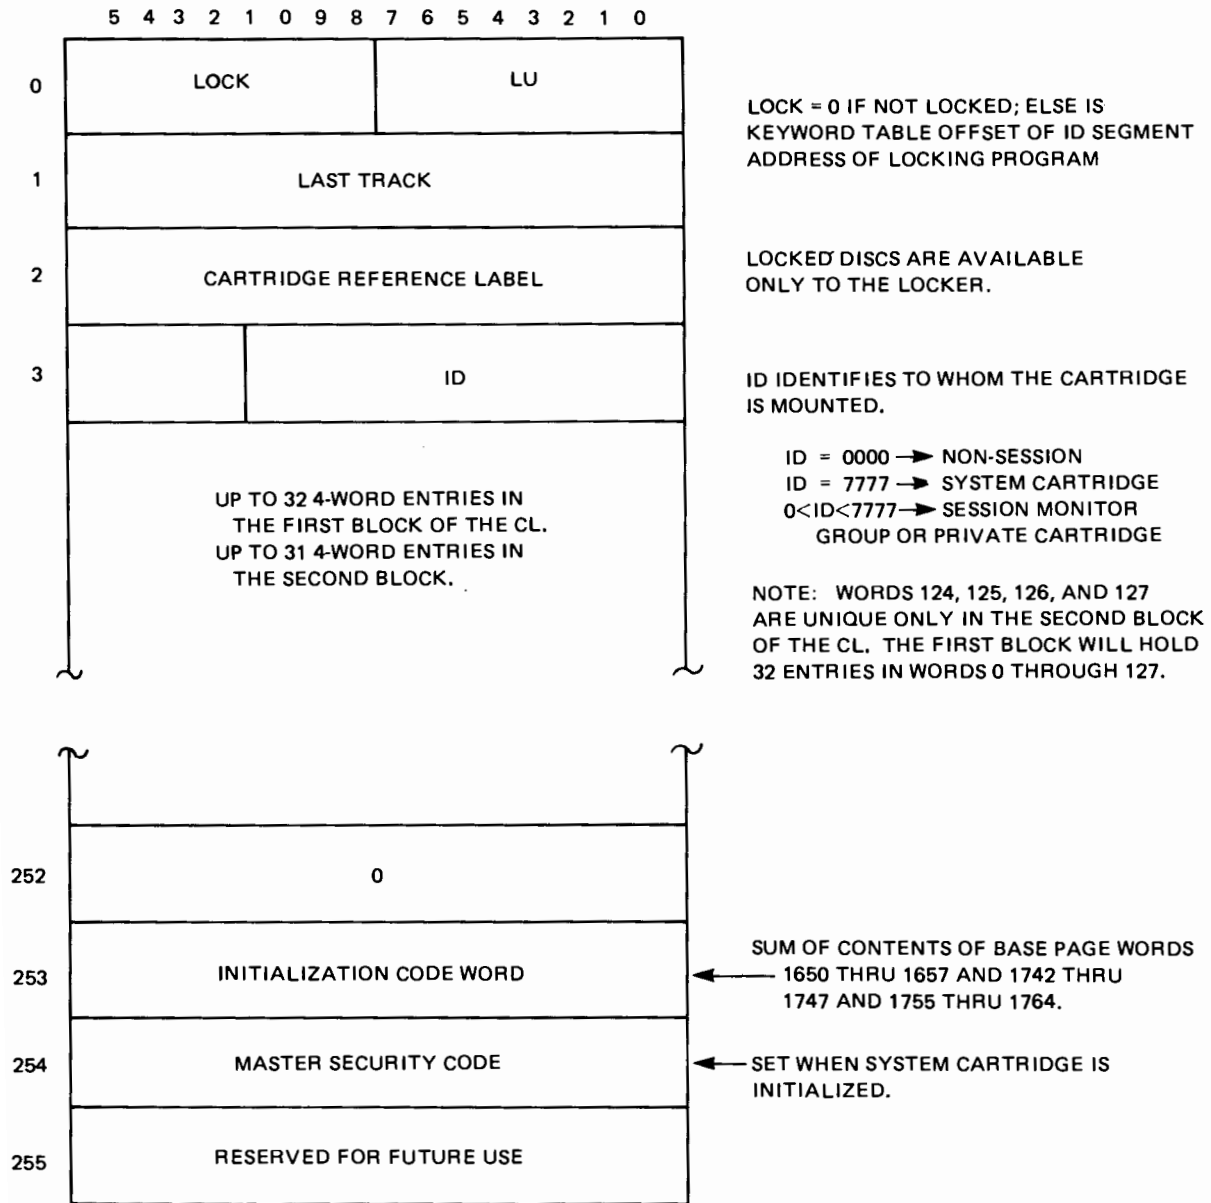 5 4 3 2 1 0 9 8 7 6 5 4 3 2 1 0
0 LOCK LU
LOCK = 0 IF NOT LOCKED; ELSE IS
KEYWORD TABLE OFFSET OF ID SEGMENT
ADDRESS OF LOCKING PROGRAM
1 LAST TRACK
2 CARTRIDGE REFERENCE LABEL
LOCKED DISCS ARE AVAILABLE
ONLY TO THE LOCKER.
3 ID
ID IDENTIFIES TO WHOM THE CARTRIDGE
IS MOUNTED.
ID = 0000 → NON-SESSION
ID = 7777 → SYSTEM CARTRIDGE
0<ID<7777 → SESSION MONITOR
GROUP OR PRIVATE CARTRIDGE
UP TO 32 4-WORD ENTRIES IN
THE FIRST BLOCK OF THE CL.
UP TO 31 4-WORD ENTRIES IN
THE SECOND BLOCK.
NOTE: WORDS 124, 125, 126, AND 127
ARE UNIQUE ONLY IN THE SECOND BLOCK
OF THE CL. THE FIRST BLOCK WILL HOLD
32 ENTRIES IN WORDS 0 THROUGH 127.
252 0
253 INITIALIZATION CODE WORD
SUM OF CONTENTS OF BASE PAGE WORDS
1650 THRU 1657 AND 1742 THRU
1747 AND 1755 THRU 1764.
254 MASTER SECURITY CODE
SET WHEN SYSTEM CARTRIDGE IS
INITIALIZED.
255 RESERVED FOR FUTURE USE